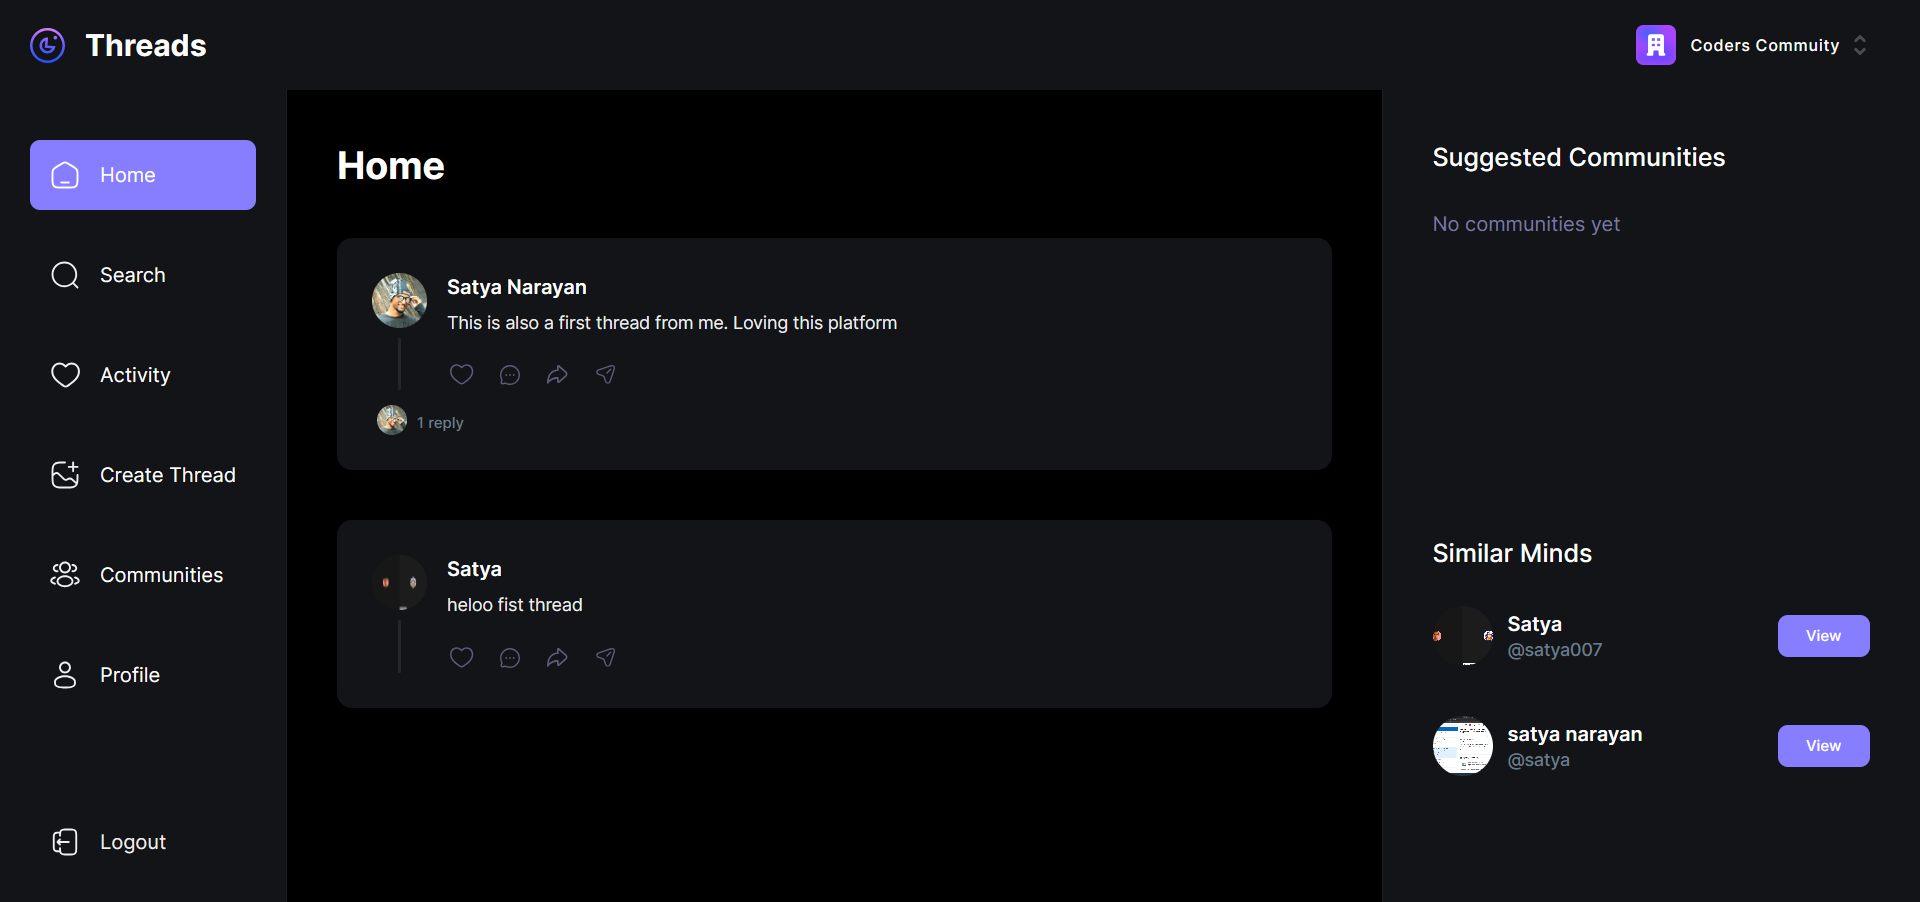 Threads
Coders Commuity
Home
Search
Activity
Create Thread
Communities
Profile
Logout
Home
Satya Narayan
This is also a first thread from me. Loving this platform
1 reply
Satya
heloo fist thread
Suggested Communities
No communities yet
Similar Minds
Satya
@satya007
View
satya narayan
@satya
View